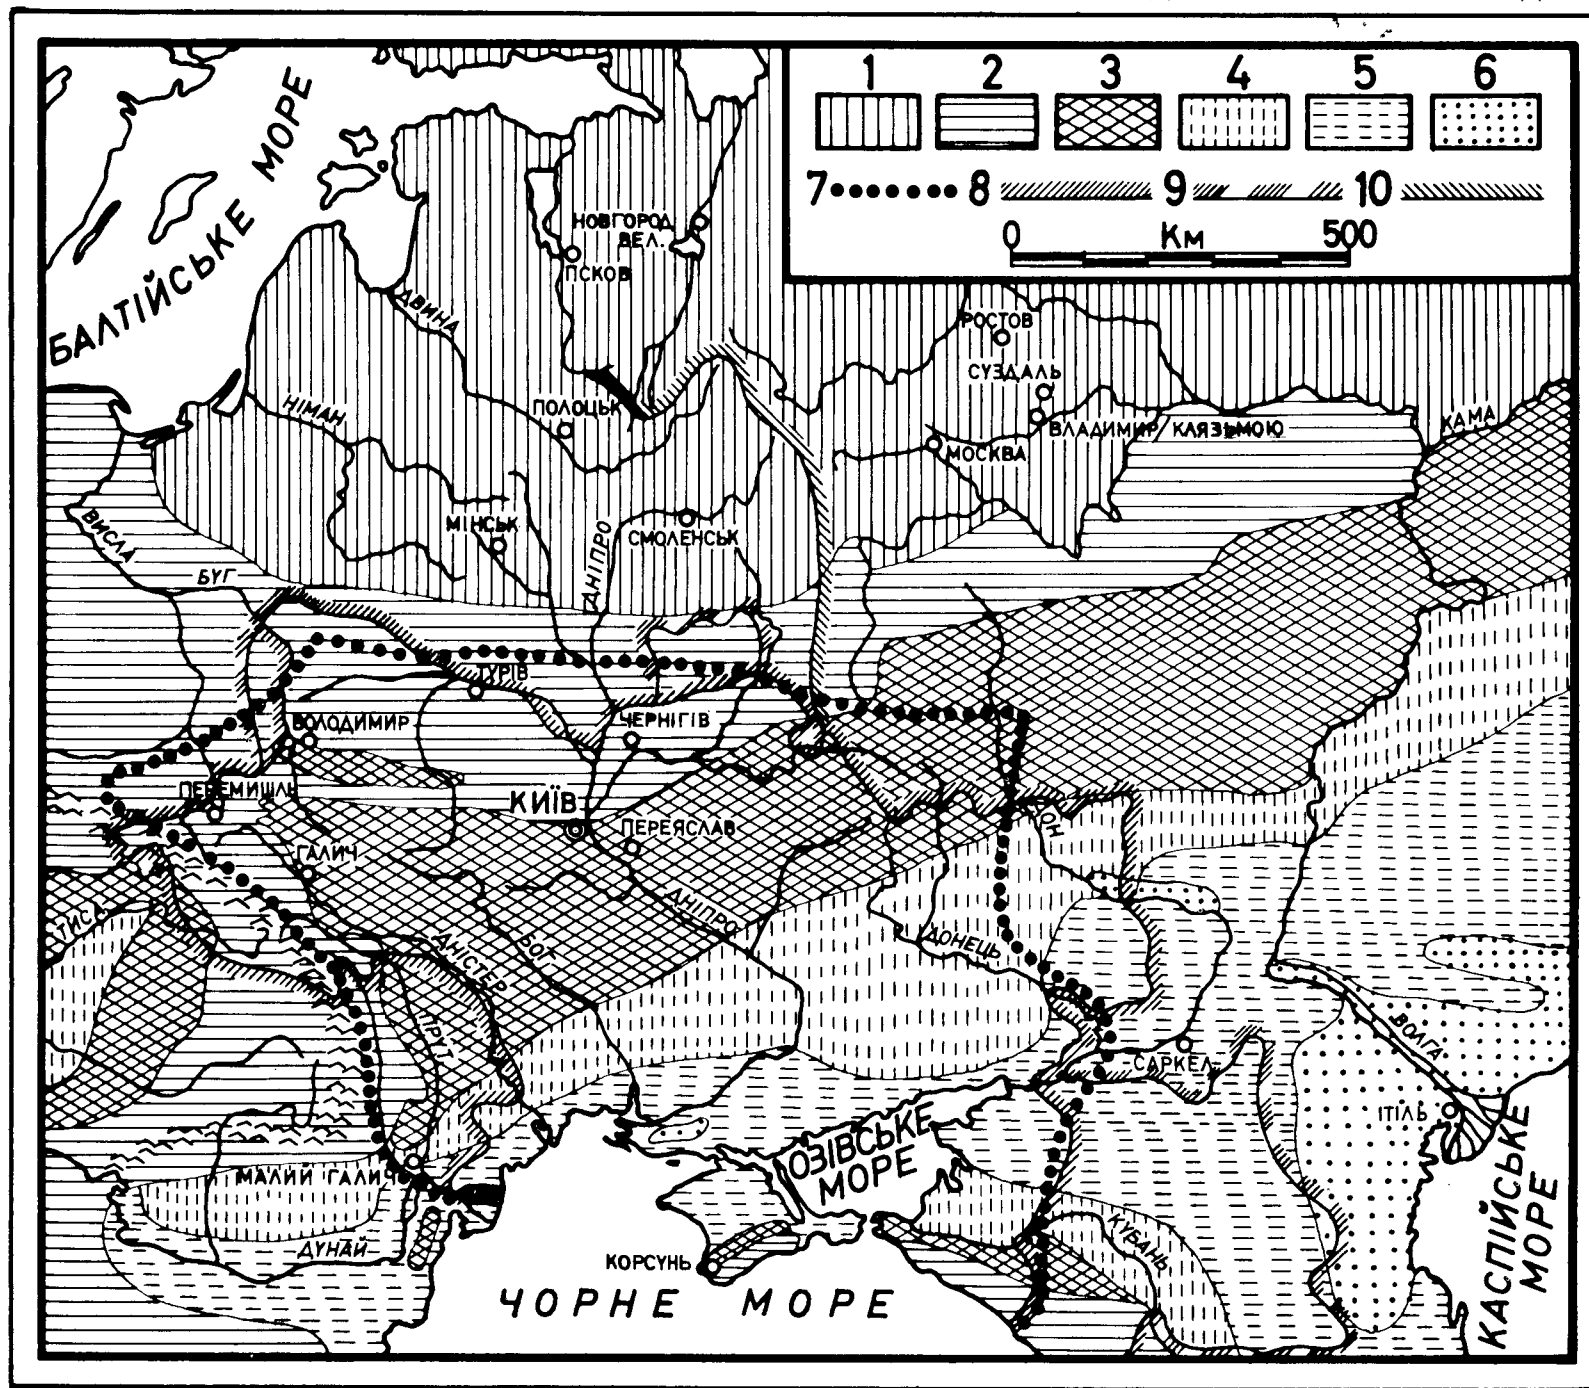 1 2 3 4 5 6
7 8 9 10
0 Км 500
БАЛТІЙСЬКЕ МОРЕ
НОВГОРОД
ВЕЛ.
ПСКОВ
ДВИНА
РОСТОВ
СУЗДАЛЬ
ВЛАДИМИР/КЛЯЗЬМОЮ
МОСКВА
КАМА
НІМАН
ПОЛОЦЬК
МІНСЬК
СМОЛЕНСЬК
ДНІПРО
ВИСЛА
БУГ
ТУРІВ
ВОЛОДИМИР
ЧЕРНІГІВ
ПЕРЕМИШЛЬ
КИЇВ
ПЕРЕЯСЛАВ
ДОН
ГАЛИЧ
ТИСА
ДНІСТЕР
БОГ
ДНІПРО
ДОНЕЦЬ
ПРУТ
ВОЛГА
САРКЕЛ
ІТІЛЬ
ОЗІВСЬКЕ
МОРЕ
МАЛИЙ ГАЛИЧ
ДУНАЙ
КУБАНЬ
КОРСУНЬ
ЧОРНЕ МОРЕ
КАСПІЙСЬКЕ
МОРЕ